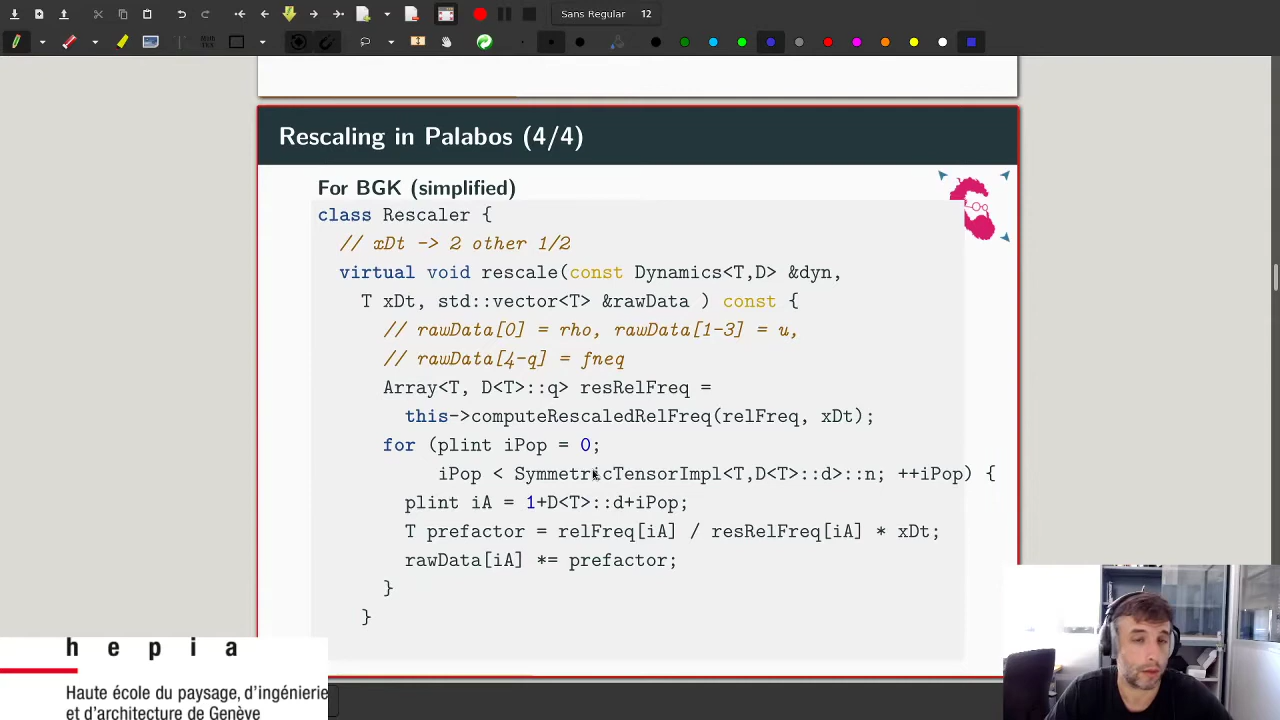 Sans Regular 12
Rescaling in Palabos (4/4)
For BGK (simplified)
class Rescaler {
// xDt -> 2 other 1/2
virtual void rescale(const Dynamics<T,D> &dyn,
T xDt, std::vector<T> &rawData ) const {
// rawData[0] = rho, rawData[1-3] = u,
// rawData[4-q] = fneq
Array<T, D<T>::q> resRelFreq =
this->computeRescaledRelFreq(relFreq, xDt);
for (plint iPop = 0;
iPop < SymmetricTensorImpl<T,D<T>::d>::n; ++iPop) {
plint iA = 1+D<T>::d+iPop;
T prefactor = relFreq[iA] / resRelFreq[iA] * xDt;
rawData[iA] *= prefactor;
}
}
h e p i a
Haute école du paysage, d'ingénierie
et d'architecture de Genève